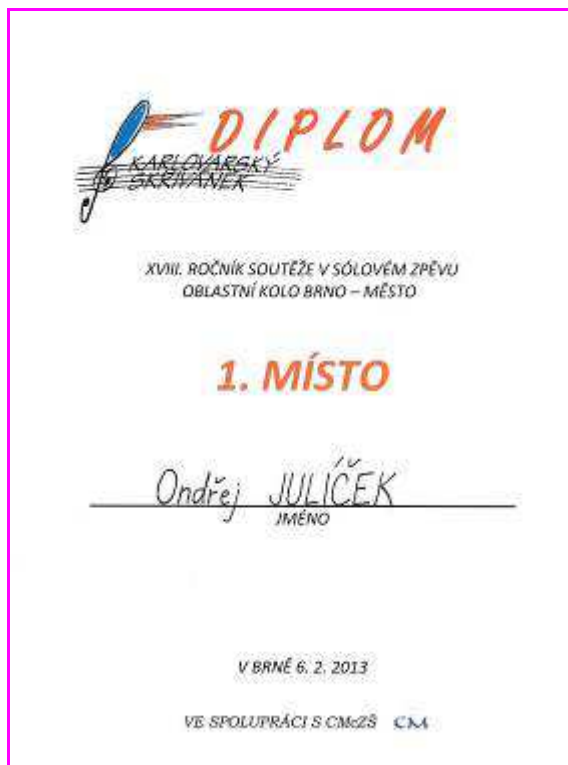 DIPLOM
KARLOVARSKÝ
SKŘIVÁNEK
XVIII. ROČNÍK SOUTĚŽE V SÓLOVÉM ZPĚVU
OBLASTNÍ KOLO BRNO – MĚSTO
1. MÍSTO
Ondřej JULÍČEK
JMÉNO
V BRNĚ 6. 2. 2013
VE SPOLUPRÁCI S CMcZŠ CM